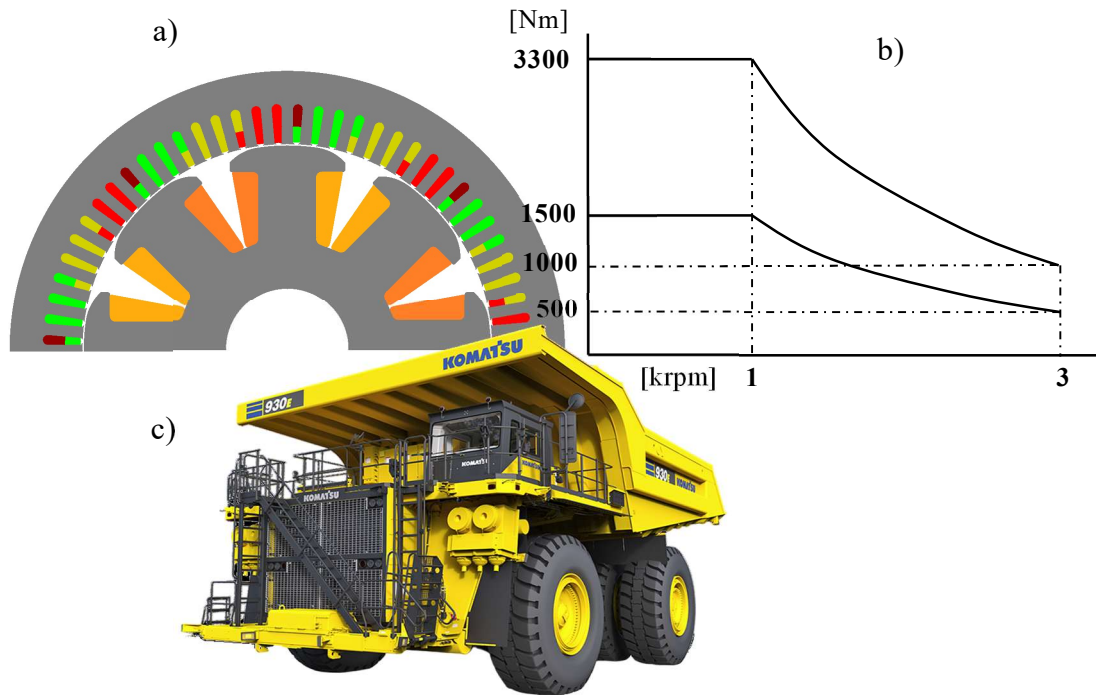 a)
[Nm]
b)
3300
1500
1000
500
[krpm]
1
3
c)
KOMATSU
930E
KOMATSU
KOMATSU
930E KOMATSU